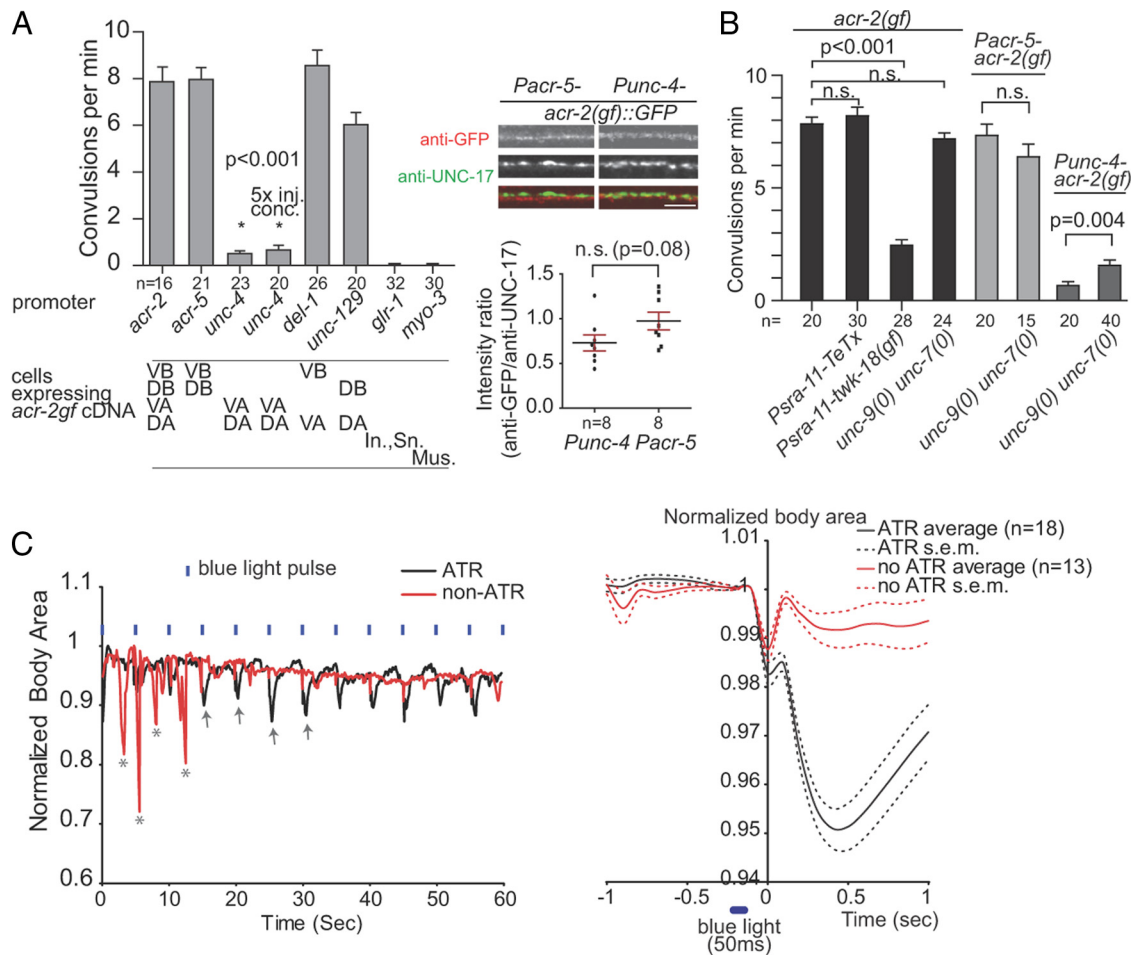 A
10
8
6
4
2
0
Convulsions per min
p<0.001
5x inj.
conc.
* *
n=16 21 23 20 26 20 32 30
promoter
acr-2 acr-5 unc-4 unc-4 del-1 unc-129 glr-1 myo-3
cells
expressing
acr-2gf cDNA
VB VB VB
DB DB DB
VA VA VA
DA DA DA VA DA
In.,Sn.
Mus.
Pacr-5- Punc-4-
acr-2(gf)::GFP
anti-GFP
anti-UNC-17
n.s. (p=0.08)
1.5
1.0
0.5
0.0
Intensity ratio
(anti-GFP/anti-UNC-17)
n=8 8
Punc-4 Pacr-5
B
acr-2(gf)
p<0.001
n.s.
n.s.
Pacr-5-
acr-2(gf)
n.s.
Punc-4-
acr-2(gf)
p=0.004
10
8
6
4
2
0
Convulsions per min
n= 20 30 28 24 20 15 20 40
Psra-11-TeTx
Psra-11-twk-18(gf)
unc-9(0) unc-7(0)
unc-9(0) unc-7(0)
unc-9(0) unc-7(0)
C
blue light pulse
ATR
non-ATR
1.1
1
0.9
0.8
0.7
0.6
Normalized Body Area
* * * *
0 10 20 30 40 50 60
Time (Sec)
Normalized body area
ATR average (n=18)
ATR s.e.m.
no ATR average (n=13)
no ATR s.e.m.
1.01
1
0.99
0.98
0.97
0.96
0.95
0.94
-1 -0.5 0 0.5 1
blue light
(50ms)
Time (sec)